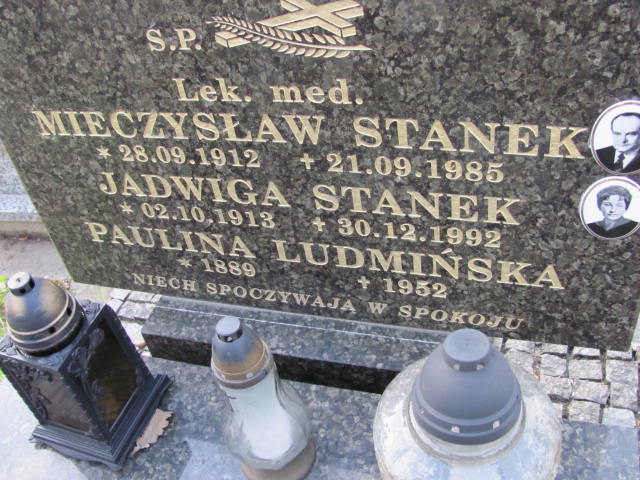 S.P.
Lek. med.
MIECZYSŁAW STANEK
* 28.09.1912 + 21.09.1985
JADWIGA STANEK
* 02.10.1913 + 30.12.1992
PAULINA LUDMIŃSKA
* 1889 + 1952
NIECH SPOCZYWAJĄ W SPOKOJU